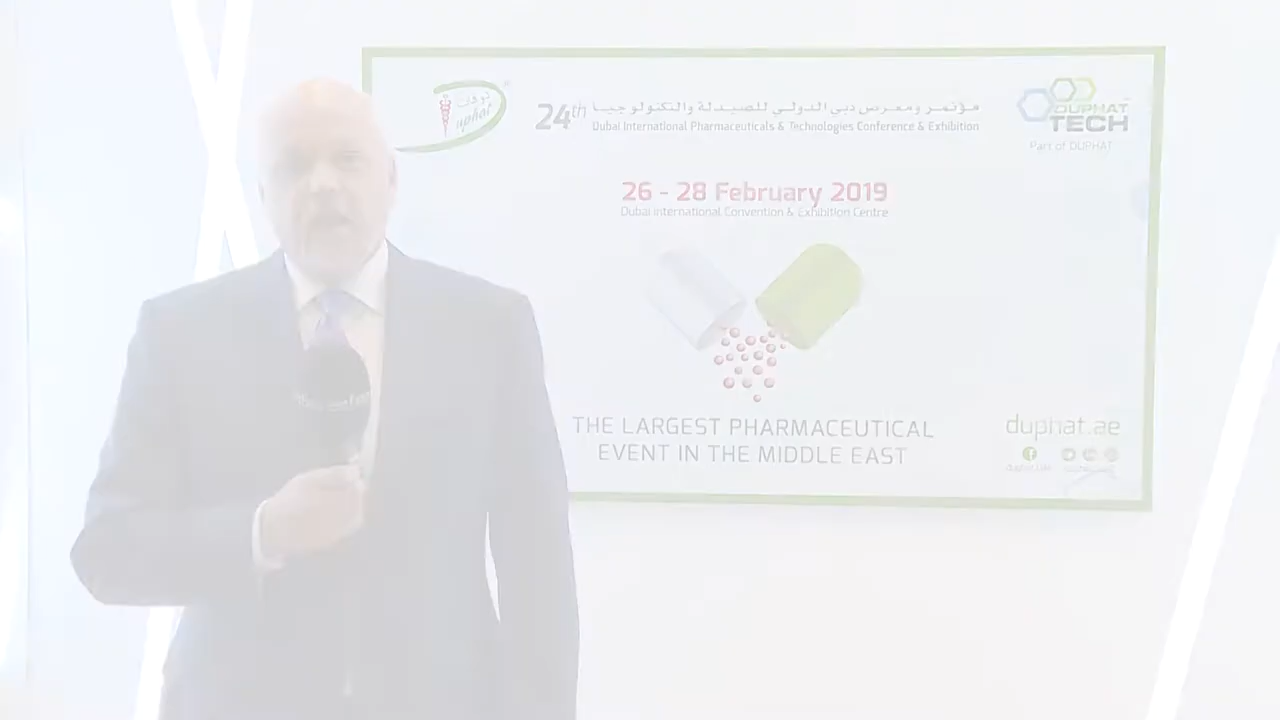 دوفات
Duphat
24th
مؤتمر ومعرض دبي الدولي للصيدلة والتكنولوجيا
Dubai International Pharmaceuticals & Technologies Conference & Exhibition
DUPHAT
TECH
Part of DUPHAT
26 - 28 February 2019
Dubai International Convention & Exhibition Centre
THE LARGEST PHARMACEUTICAL
EVENT IN THE MIDDLE EAST
duphat.ae